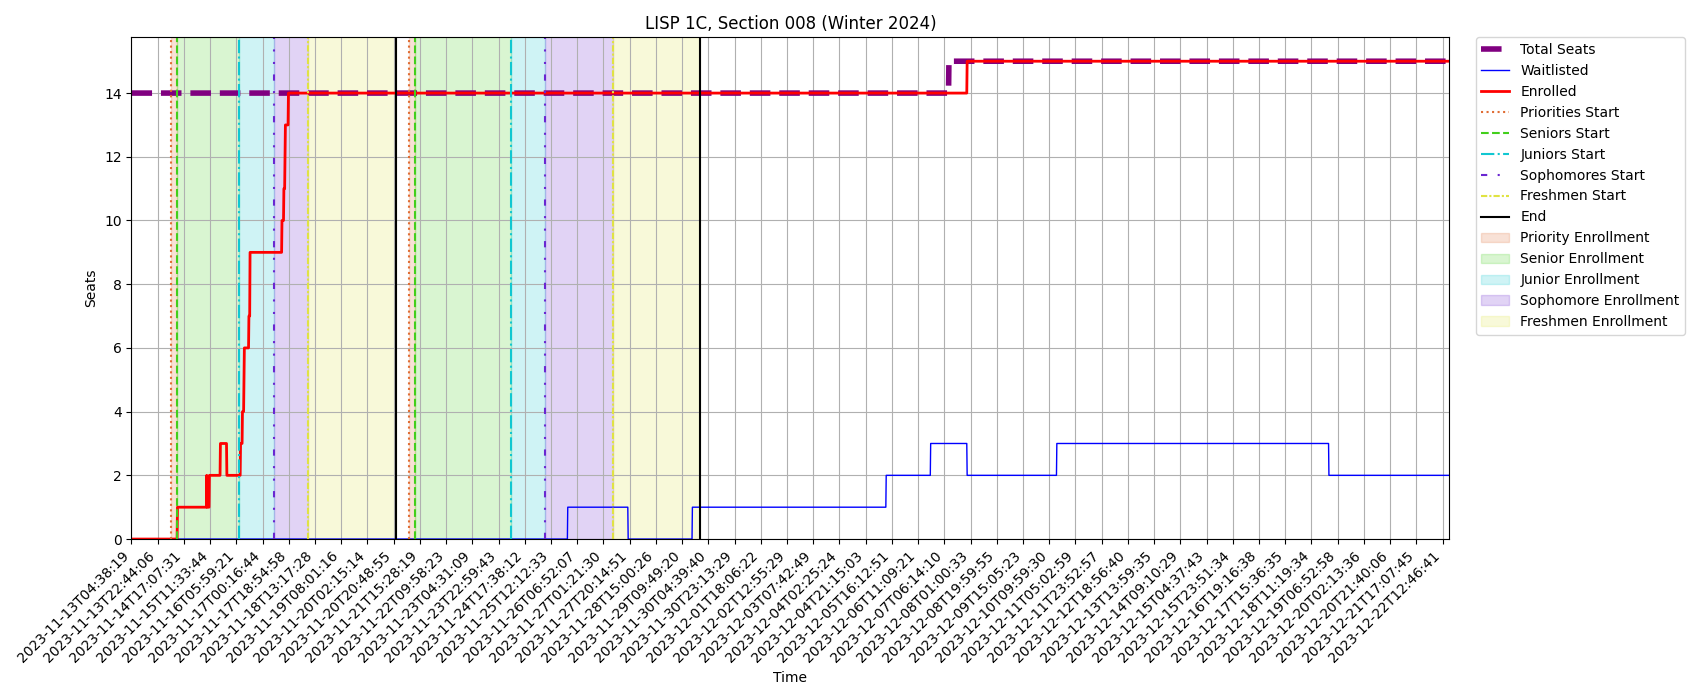 LISP 1C, Section 008 (Winter 2024)
Seats
14
12
10
8
6
4
2
0
2023-11-13T04:38:19
2023-11-13T22:44:06
2023-11-14T17:07:31
2023-11-15T11:33:44
2023-11-16T05:59:21
2023-11-17T00:16:44
2023-11-17T18:54:58
2023-11-18T13:17:28
2023-11-19T08:01:16
2023-11-20T02:15:14
2023-11-20T20:48:55
2023-11-21T15:28:19
2023-11-22T09:58:23
2023-11-23T04:31:09
2023-11-23T22:59:43
2023-11-24T17:38:12
2023-11-25T12:12:33
2023-11-26T06:52:07
2023-11-27T01:21:30
2023-11-27T20:14:51
2023-11-28T15:00:26
2023-11-29T09:49:20
2023-11-30T04:39:40
2023-11-30T23:13:29
2023-12-01T18:06:22
2023-12-02T12:55:29
2023-12-03T07:42:49
2023-12-04T02:25:24
2023-12-04T21:15:03
2023-12-05T16:12:51
2023-12-06T11:09:21
2023-12-07T06:14:10
2023-12-08T01:00:33
2023-12-08T19:59:55
2023-12-09T15:05:23
2023-12-10T09:59:30
2023-12-11T05:02:59
2023-12-11T23:52:57
2023-12-12T18:56:40
2023-12-13T13:59:35
2023-12-14T09:10:29
2023-12-15T04:37:43
2023-12-15T23:51:34
2023-12-16T19:16:38
2023-12-17T15:36:35
2023-12-18T11:19:34
2023-12-19T06:52:58
2023-12-20T02:13:36
2023-12-20T21:40:06
2023-12-21T17:07:45
2023-12-22T12:46:41
Time
Total Seats
Waitlisted
Enrolled
Priorities Start
Seniors Start
Juniors Start
Sophomores Start
Freshmen Start
End
Priority Enrollment
Senior Enrollment
Junior Enrollment
Sophomore Enrollment
Freshmen Enrollment